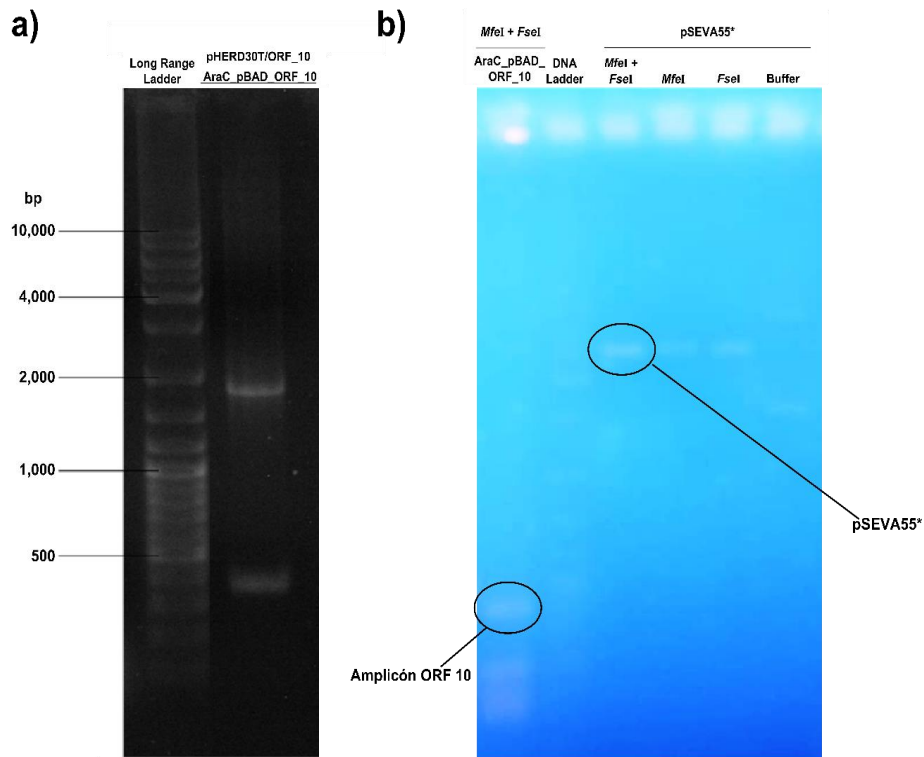 a)
Long Range
Ladder
pHERD30T/ORF_10
AraC_pBAD_ORF_10
bp
10,000
4,000
2,000
1,000
500
b)
MfeI + FseI
AraC_pBAD_
ORF_10
DNA
Ladder
pSEVA55*
MfeI +
FseI
MfeI
FseI
Buffer
pSEVA55*
Amplicón ORF 10